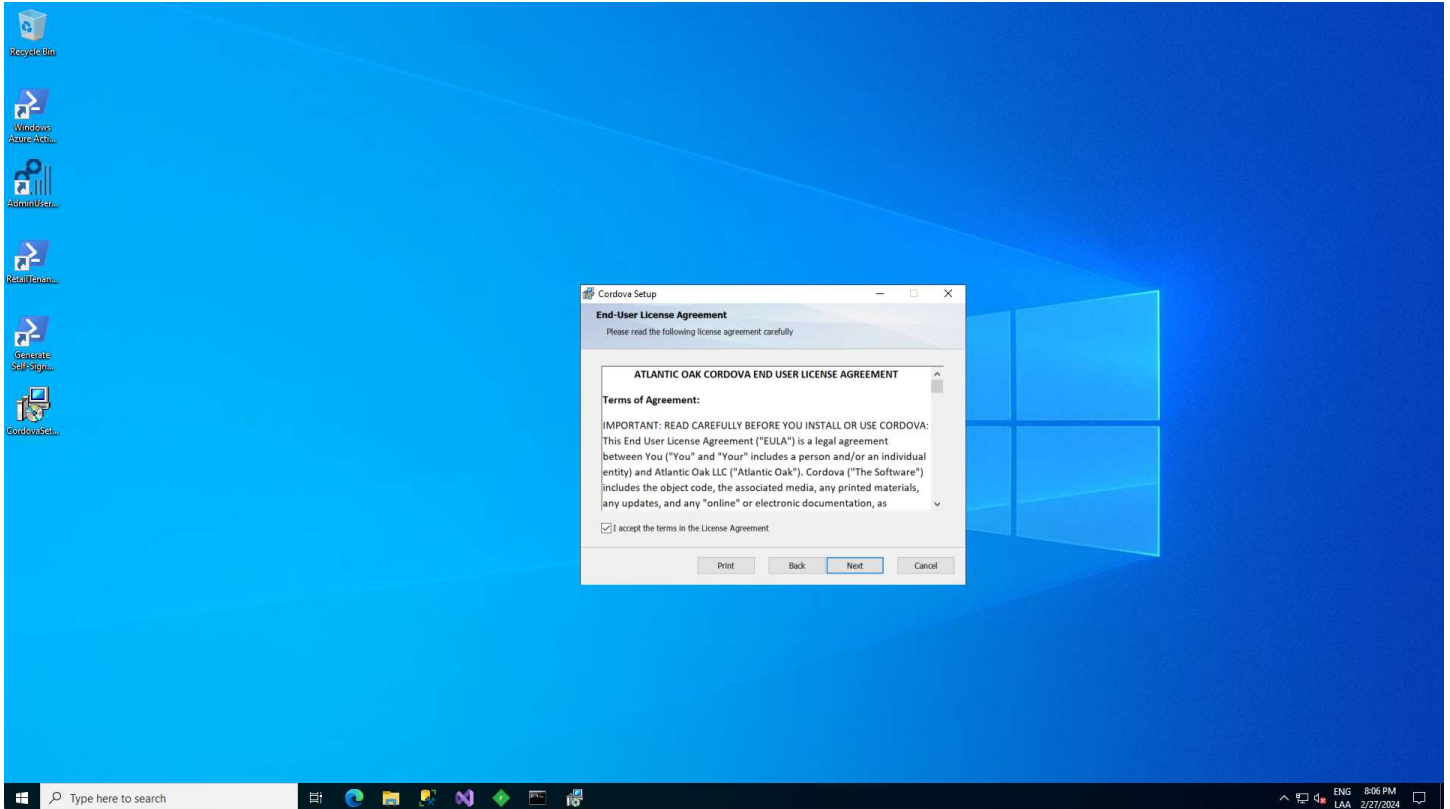 Recycle Bin
Windows
Azure Acti...
AdminUser...
RetailTenan...
Generate
Self-Sign...
CordovaSet...
Cordova Setup
End-User License Agreement
Please read the following license agreement carefully
ATLANTIC OAK CORDOVA END USER LICENSE AGREEMENT
Terms of Agreement:
IMPORTANT: READ CAREFULLY BEFORE YOU INSTALL OR USE CORDOVA:
This End User License Agreement ("EULA") is a legal agreement
between You ("You" and "Your" includes a person and/or an individual
entity) and Atlantic Oak LLC ("Atlantic Oak"). Cordova ("The Software")
includes the object code, the associated media, any printed materials,
any updates, and any "online" or electronic documentation, as
I accept the terms in the License Agreement
Print Back Next Cancel
Type here to search
ENG 8:06 PM
LAA 2/27/2024